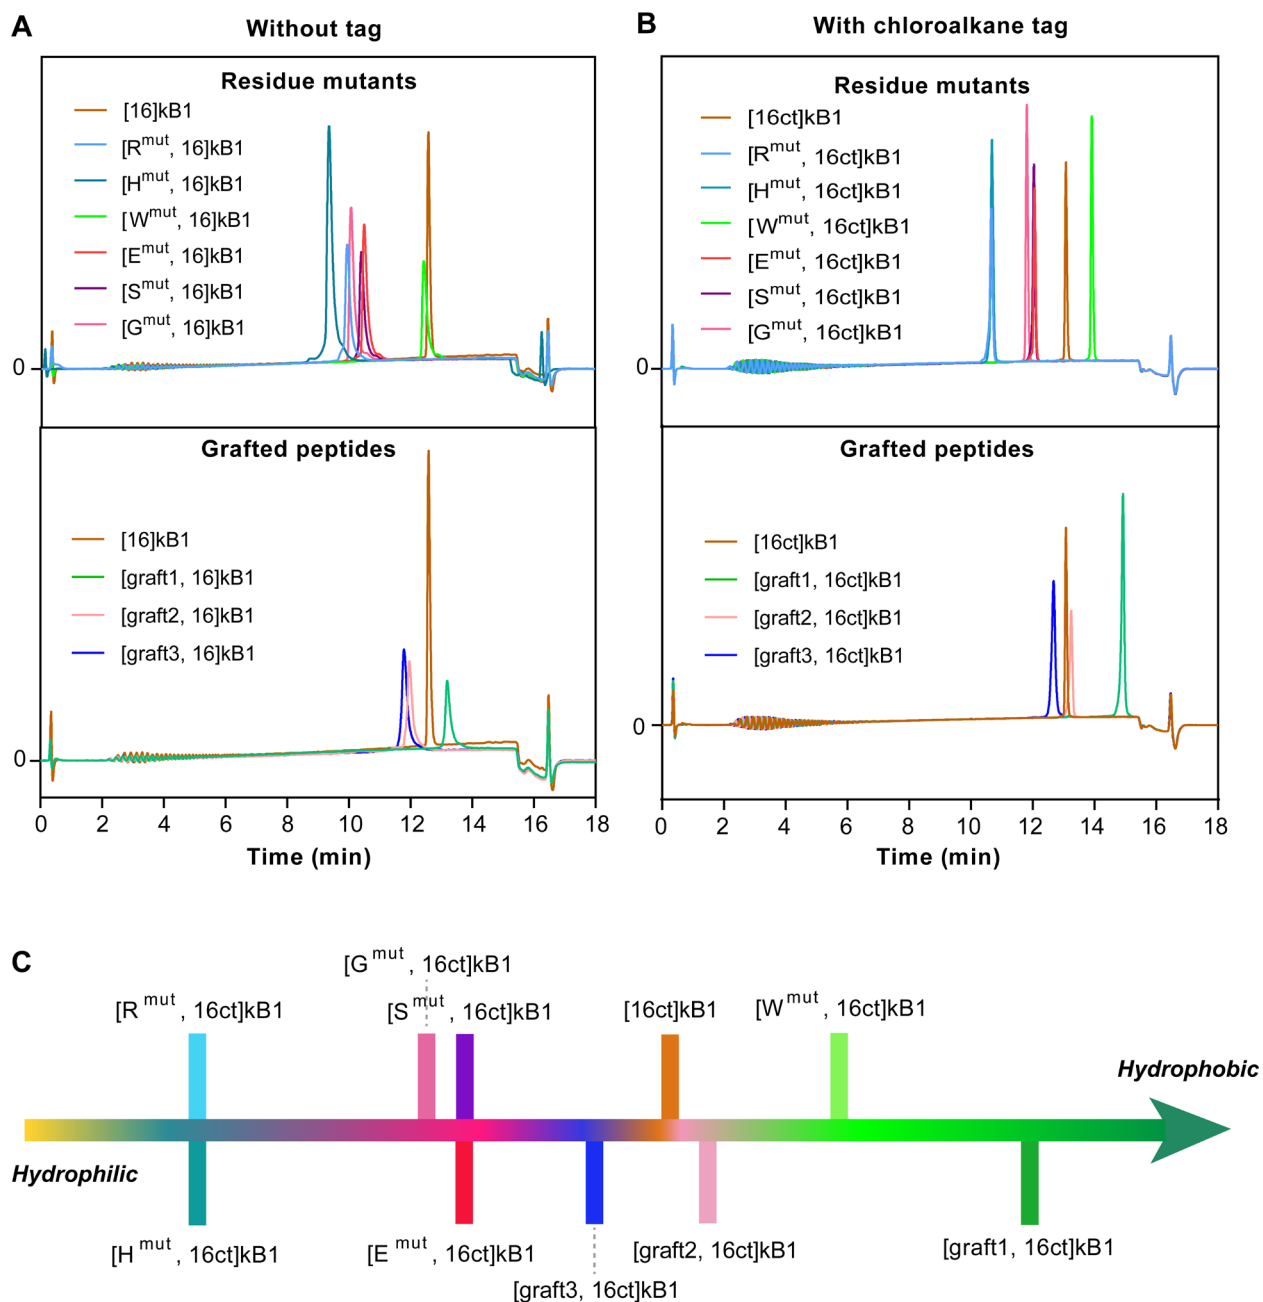 A
Without tag
Residue mutants
[16]kB1
[Rmut, 16]kB1
[Hmut, 16]kB1
[Wmut, 16]kB1
[Emut, 16]kB1
[Smut, 16]kB1
[Gmut, 16]kB1
0
Grafted peptides
[16]kB1
[graft1, 16]kB1
[graft2, 16]kB1
[graft3, 16]kB1
0
0 2 4 6 8 10 12 14 16 18
Time (min)
B
With chloroalkane tag
Residue mutants
[16ct]kB1
[Rmut, 16ct]kB1
[Hmut, 16ct]kB1
[Wmut, 16ct]kB1
[Emut, 16ct]kB1
[Smut, 16ct]kB1
[Gmut, 16ct]kB1
0
Grafted peptides
[16ct]kB1
[graft1, 16ct]kB1
[graft2, 16ct]kB1
[graft3, 16ct]kB1
0
0 2 4 6 8 10 12 14 16 18
Time (min)
C
[Gmut, 16ct]kB1
[Rmut, 16ct]kB1
[Smut, 16ct]kB1
[16ct]kB1
[Wmut, 16ct]kB1
Hydrophobic
Hydrophilic
[Hmut, 16ct]kB1
[Emut, 16ct]kB1
[graft2, 16ct]kB1
[graft1, 16ct]kB1
[graft3, 16ct]kB1